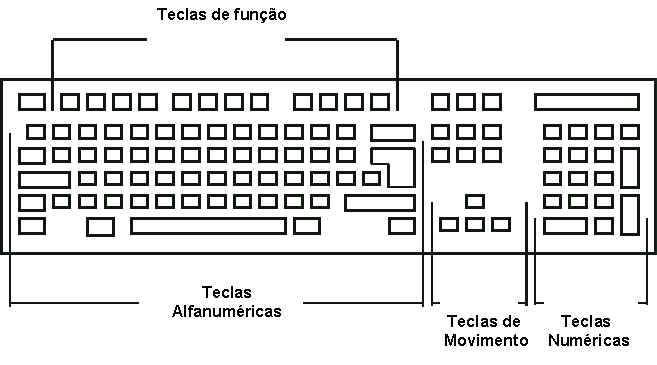 Teclas de função
Teclas
Alfanuméricas
Teclas de
Movimento
Teclas
Numéricas